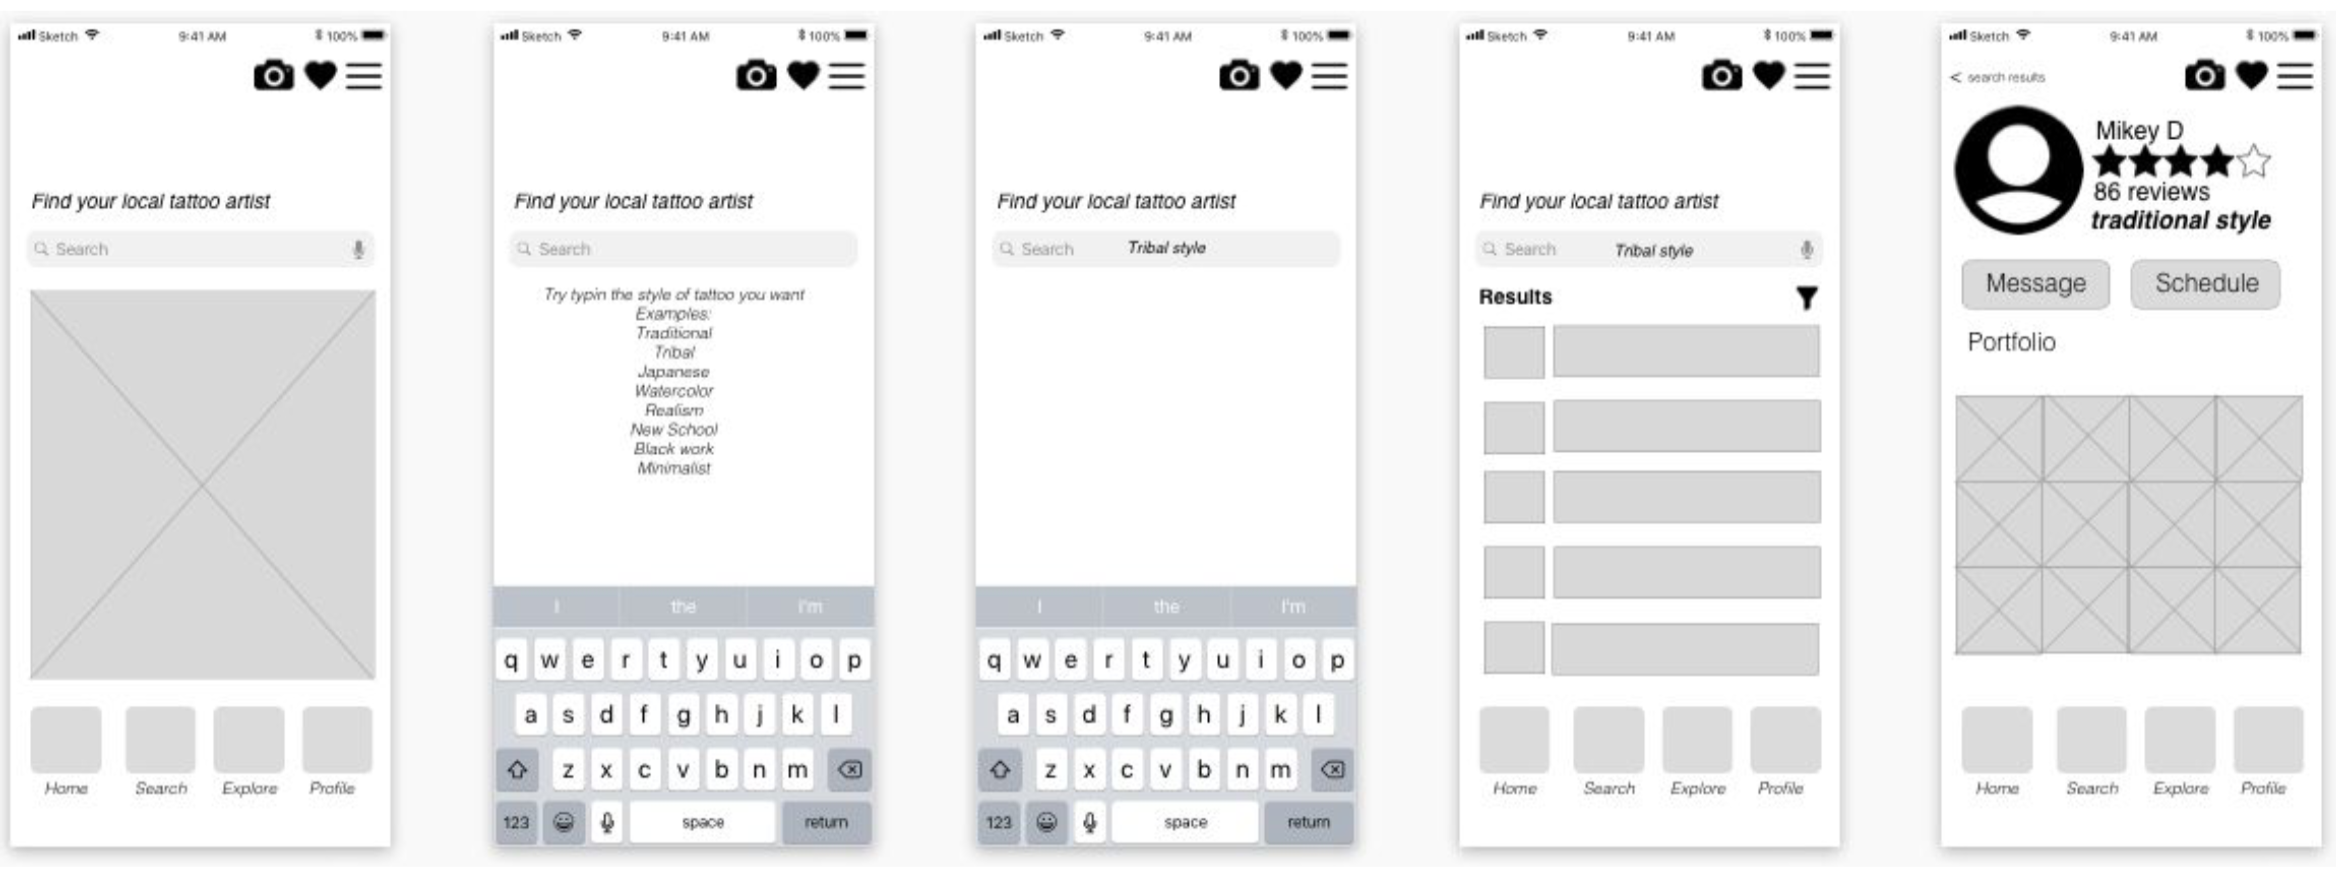 Sketch 9:41 AM 100%
Find your local tattoo artist
Search
Home Search Explore Profile
Sketch 9:41 AM 100%
Find your local tattoo artist
Search
Try typin the style of tattoo you want
Examples:
Traditional
Tribal
Japanese
Watercolor
Realism
New School
Black work
Minimalist
I the I'm
q w e r t y u i o p
a s d f g h j k l
z x c v b n m
123 space return
Sketch 9:41 AM 100%
Find your local tattoo artist
Search Tribal style
I the I'm
q w e r t y u i o p
a s d f g h j k l
z x c v b n m
123 space return
Sketch 9:41 AM 100%
Find your local tattoo artist
Search Tribal style
Results
Home Search Explore Profile
Sketch 9:41 AM 100%
< search results
Mikey D
86 reviews
traditional style
Message Schedule
Portfolio
Home Search Explore Profile